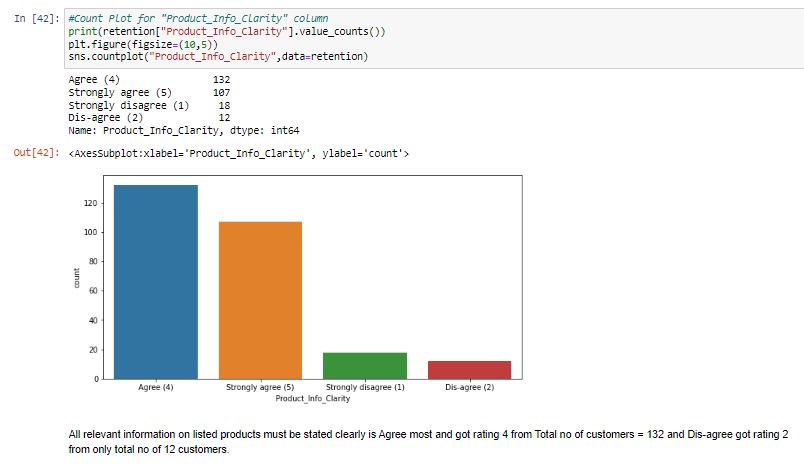 In [42]: #Count Plot for "Product_Info_Clarity" column
print(retention["Product_Info_Clarity"].value_counts())
plt.figure(figsize=(10,5))
sns.countplot("Product_Info_Clarity",data=retention)
Agree (4) 132
Strongly agree (5) 107
Strongly disagree (1) 18
Dis-agree (2) 12
Name: Product_Info_Clarity, dtype: int64
Out[42]: <AxesSubplot:xlabel='Product_Info_Clarity', ylabel='count'>
120
100
80
60
40
20
0
count
Agree (4) Strongly agree (5) Strongly disagree (1) Dis-agree (2)
Product_Info_Clarity
All relevant information on listed products must be stated clearly is Agree most and got rating 4 from Total no of customers = 132 and Dis-agree got rating 2
from only total no of 12 customers.